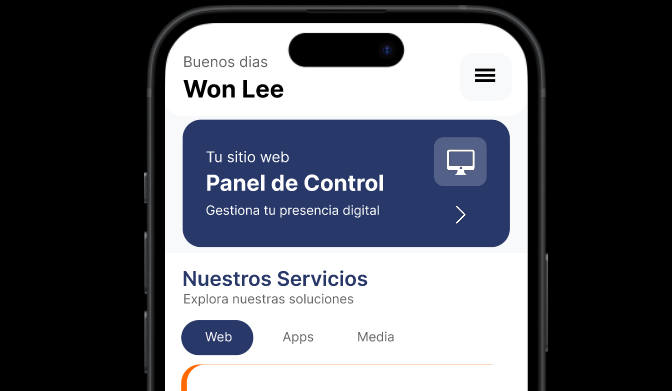 Buenos dias
Won Lee
Tu sitio web
Panel de Control
Gestiona tu presencia digital
Nuestros Servicios
Explora nuestras soluciones
Web Apps Media